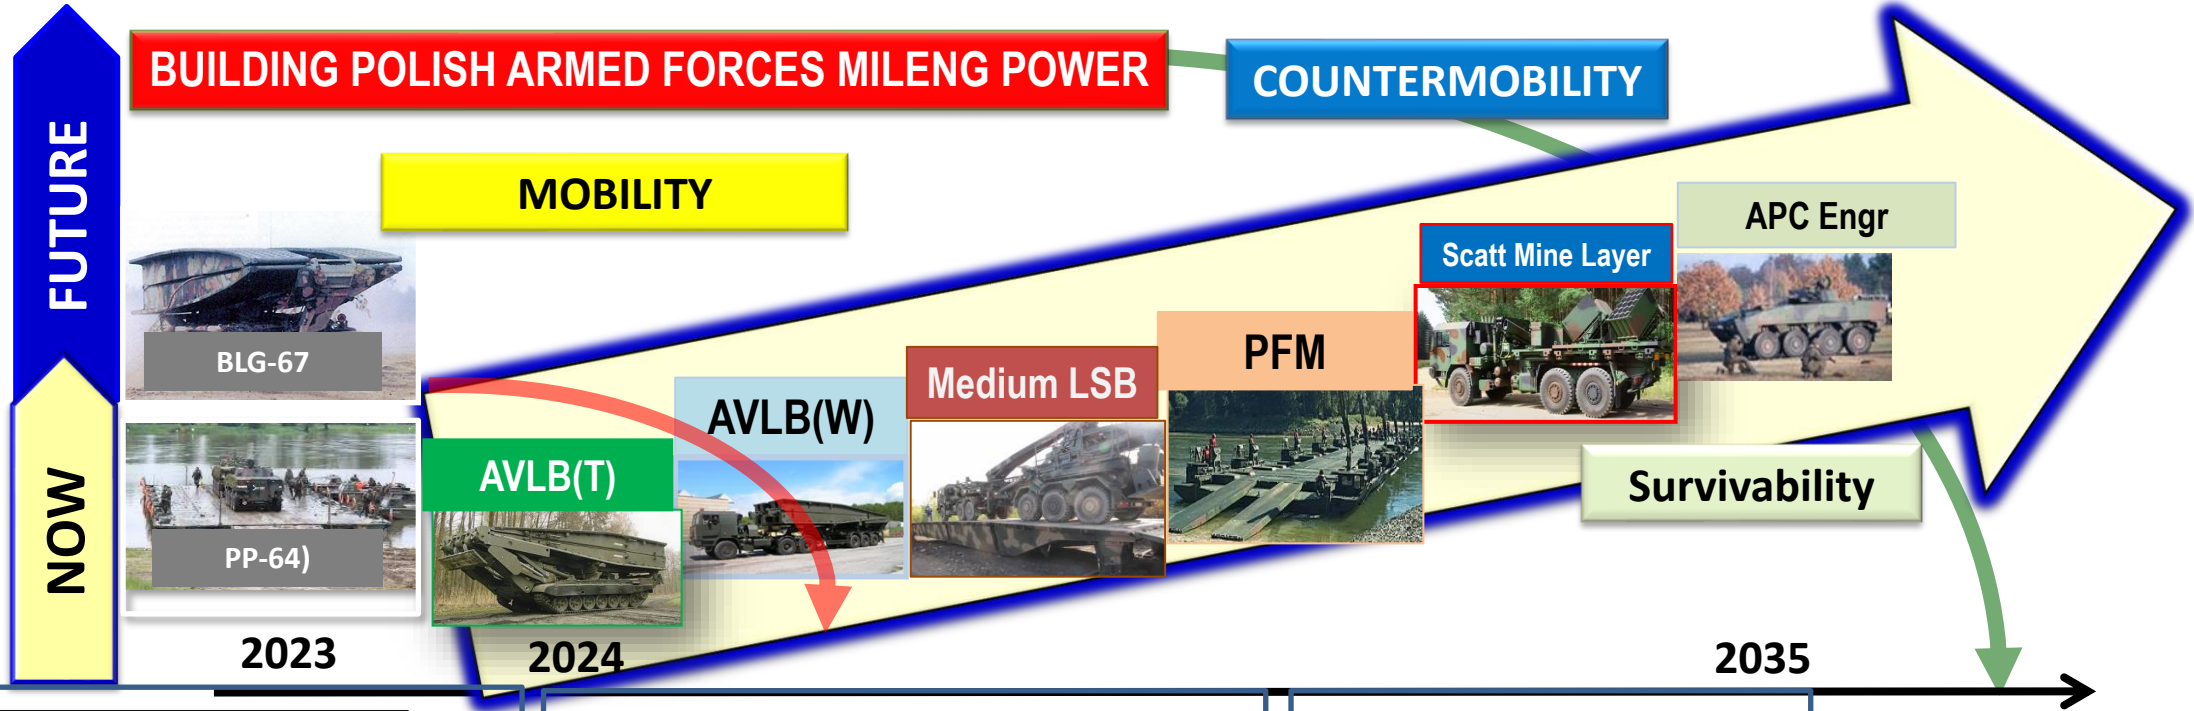 BUILDING POLISH ARMED FORCES MILENG POWER
COUNTERMOBILITY
FUTURE
MOBILITY
APC Engr
Scatt Mine Layer
BLG-67
PFM
Medium LSB
AVLB(W)
AVLB(T)
Survivability
NOW
PP-64)
2023
2024
2035